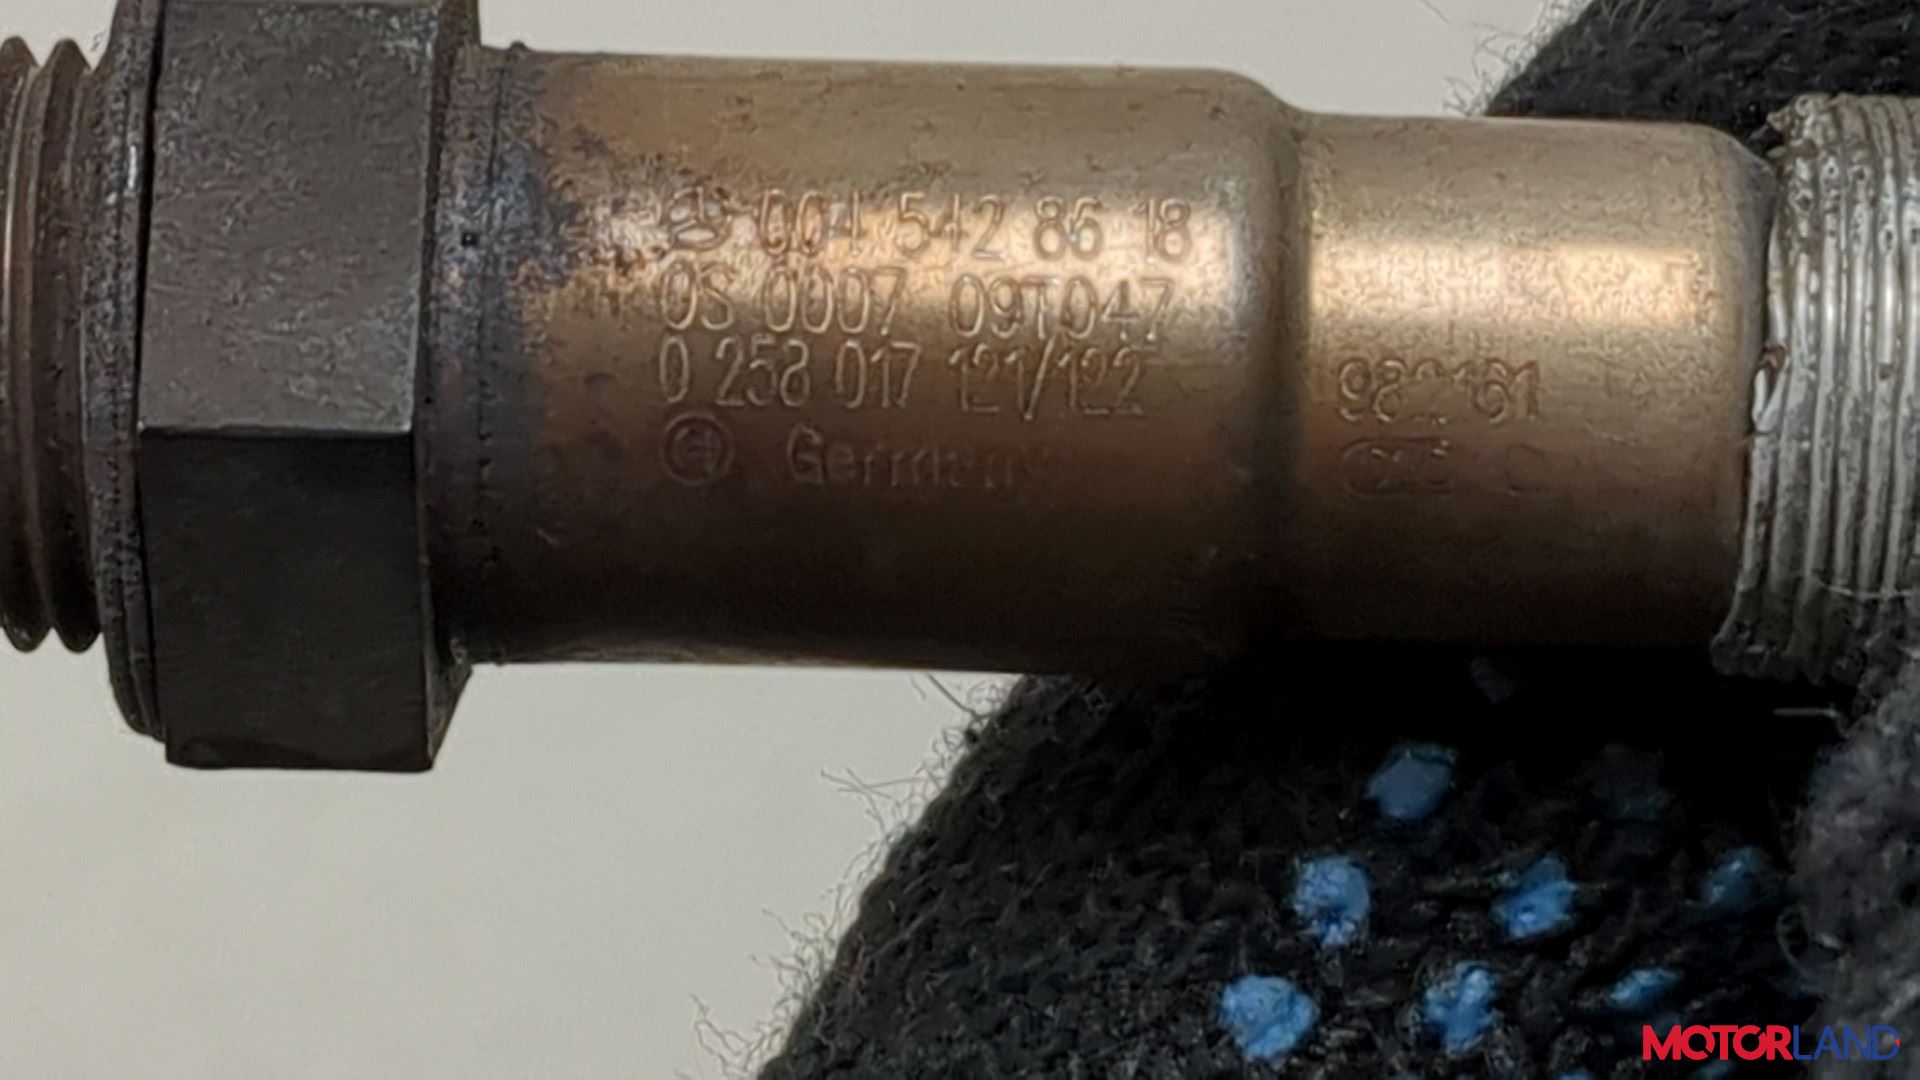 004 542 86 18
0S 0007 09T047
0 258 017 121/122
Germany
MOTORLAND